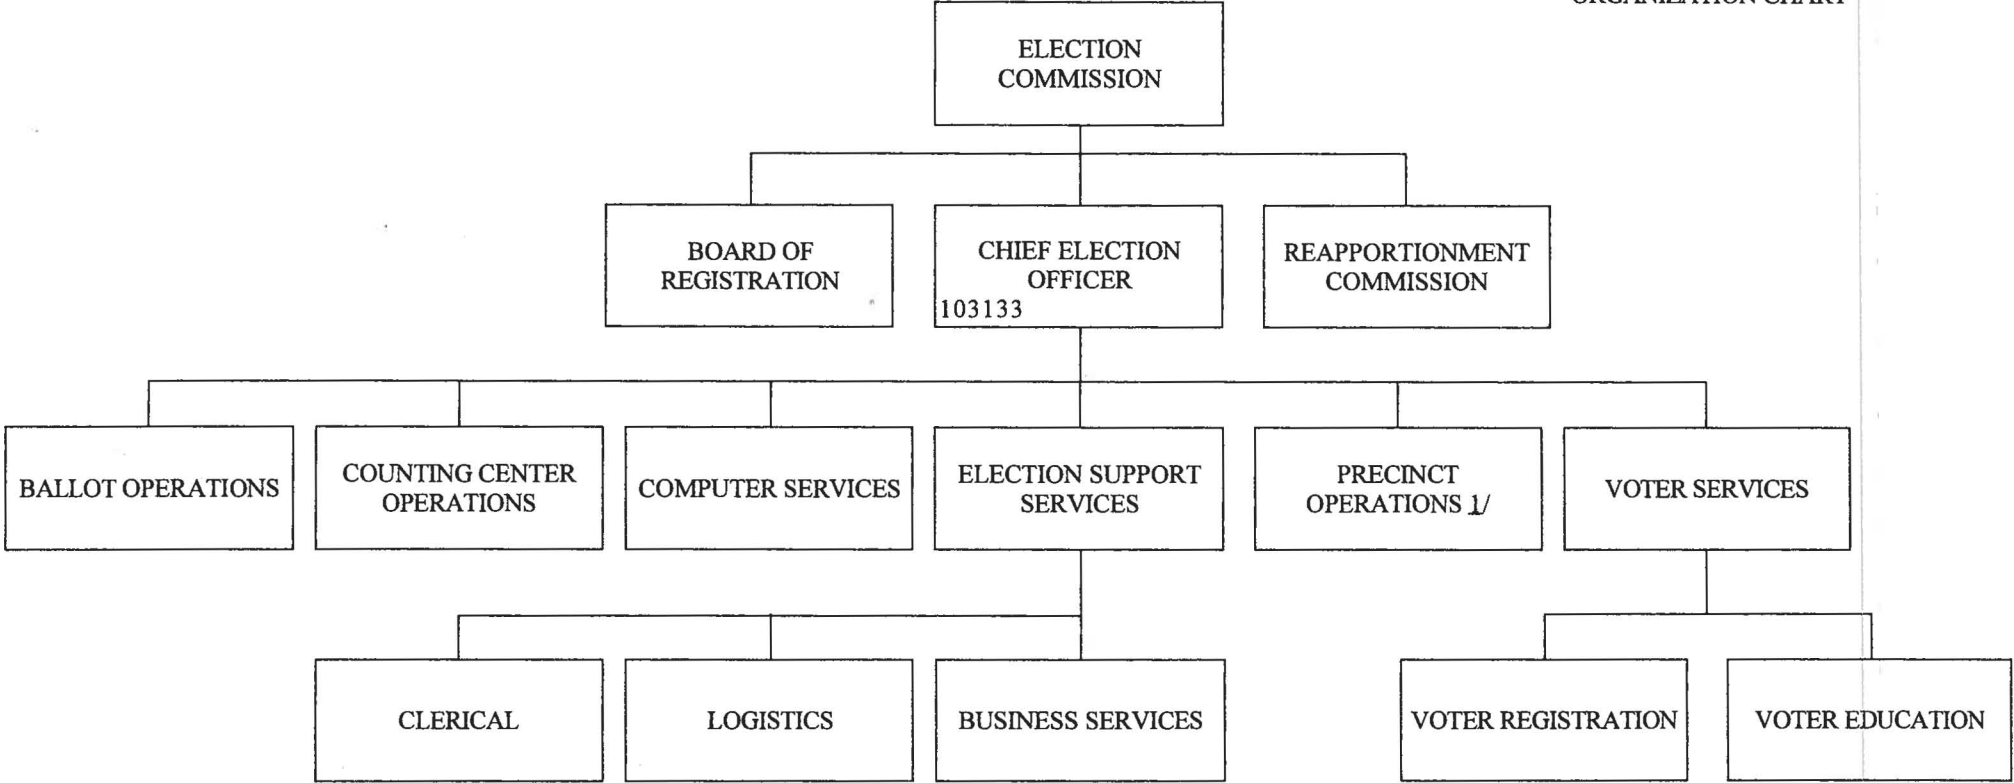 ORGANIZATION CHART
ELECTION
COMMISSION
BOARD OF
REGISTRATION
CHIEF ELECTION
OFFICER
103133
REAPPORTIONMENT
COMMISSION
BALLOT OPERATIONS
COUNTING CENTER
OPERATIONS
COMPUTER SERVICES
ELECTION SUPPORT
SERVICES
PRECINCT
OPERATIONS 1/
VOTER SERVICES
CLERICAL
LOGISTICS
BUSINESS SERVICES
VOTER REGISTRATION
VOTER EDUCATION